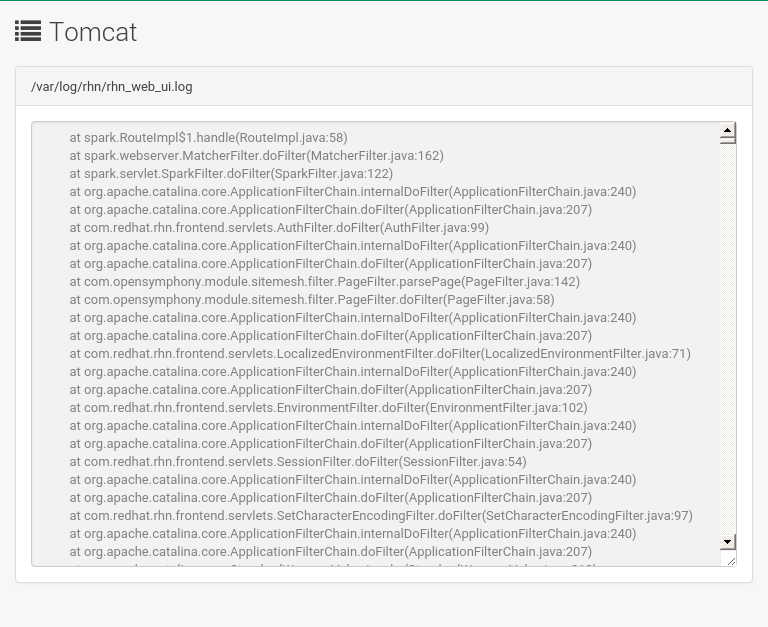 Tomcat
/var/log/rhn/rhn_web_ui.log
at spark.RouteImpl$1.handle(RouteImpl.java:58)
at spark.webserver.MatcherFilter.doFilter(MatcherFilter.java:162)
at spark.servlet.SparkFilter.doFilter(SparkFilter.java:122)
at org.apache.catalina.core.ApplicationFilterChain.internalDoFilter(ApplicationFilterChain.java:240)
at org.apache.catalina.core.ApplicationFilterChain.doFilter(ApplicationFilterChain.java:207)
at com.redhat.rhn.frontend.servlets.AuthFilter.doFilter(AuthFilter.java:99)
at org.apache.catalina.core.ApplicationFilterChain.internalDoFilter(ApplicationFilterChain.java:240)
at org.apache.catalina.core.ApplicationFilterChain.doFilter(ApplicationFilterChain.java:207)
at com.opensymphony.module.sitemesh.filter.PageFilter.parsePage(PageFilter.java:142)
at com.opensymphony.module.sitemesh.filter.PageFilter.doFilter(PageFilter.java:58)
at org.apache.catalina.core.ApplicationFilterChain.internalDoFilter(ApplicationFilterChain.java:240)
at org.apache.catalina.core.ApplicationFilterChain.doFilter(ApplicationFilterChain.java:207)
at com.redhat.rhn.frontend.servlets.LocalizedEnvironmentFilter.doFilter(LocalizedEnvironmentFilter.java:71)
at org.apache.catalina.core.ApplicationFilterChain.internalDoFilter(ApplicationFilterChain.java:240)
at org.apache.catalina.core.ApplicationFilterChain.doFilter(ApplicationFilterChain.java:207)
at com.redhat.rhn.frontend.servlets.EnvironmentFilter.doFilter(EnvironmentFilter.java:102)
at org.apache.catalina.core.ApplicationFilterChain.internalDoFilter(ApplicationFilterChain.java:240)
at org.apache.catalina.core.ApplicationFilterChain.doFilter(ApplicationFilterChain.java:207)
at com.redhat.rhn.frontend.servlets.SessionFilter.doFilter(SessionFilter.java:54)
at org.apache.catalina.core.ApplicationFilterChain.internalDoFilter(ApplicationFilterChain.java:240)
at org.apache.catalina.core.ApplicationFilterChain.doFilter(ApplicationFilterChain.java:207)
at com.redhat.rhn.frontend.servlets.SetCharacterEncodingFilter.doFilter(SetCharacterEncodingFilter.java:97)
at org.apache.catalina.core.ApplicationFilterChain.internalDoFilter(ApplicationFilterChain.java:240)
at org.apache.catalina.core.ApplicationFilterChain.doFilter(ApplicationFilterChain.java:207)